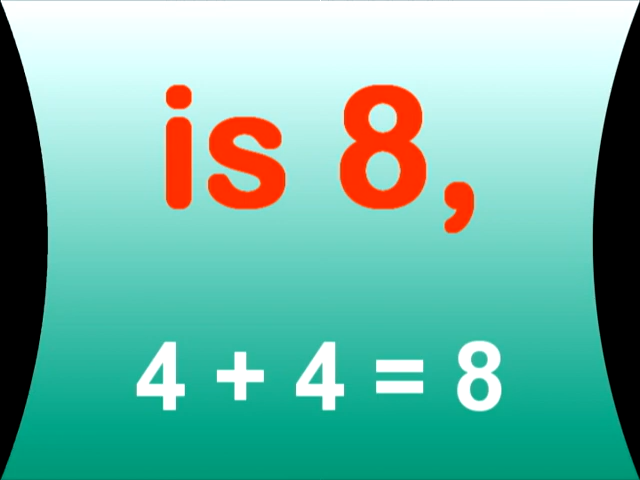 is 8,
4 + 4 = 8